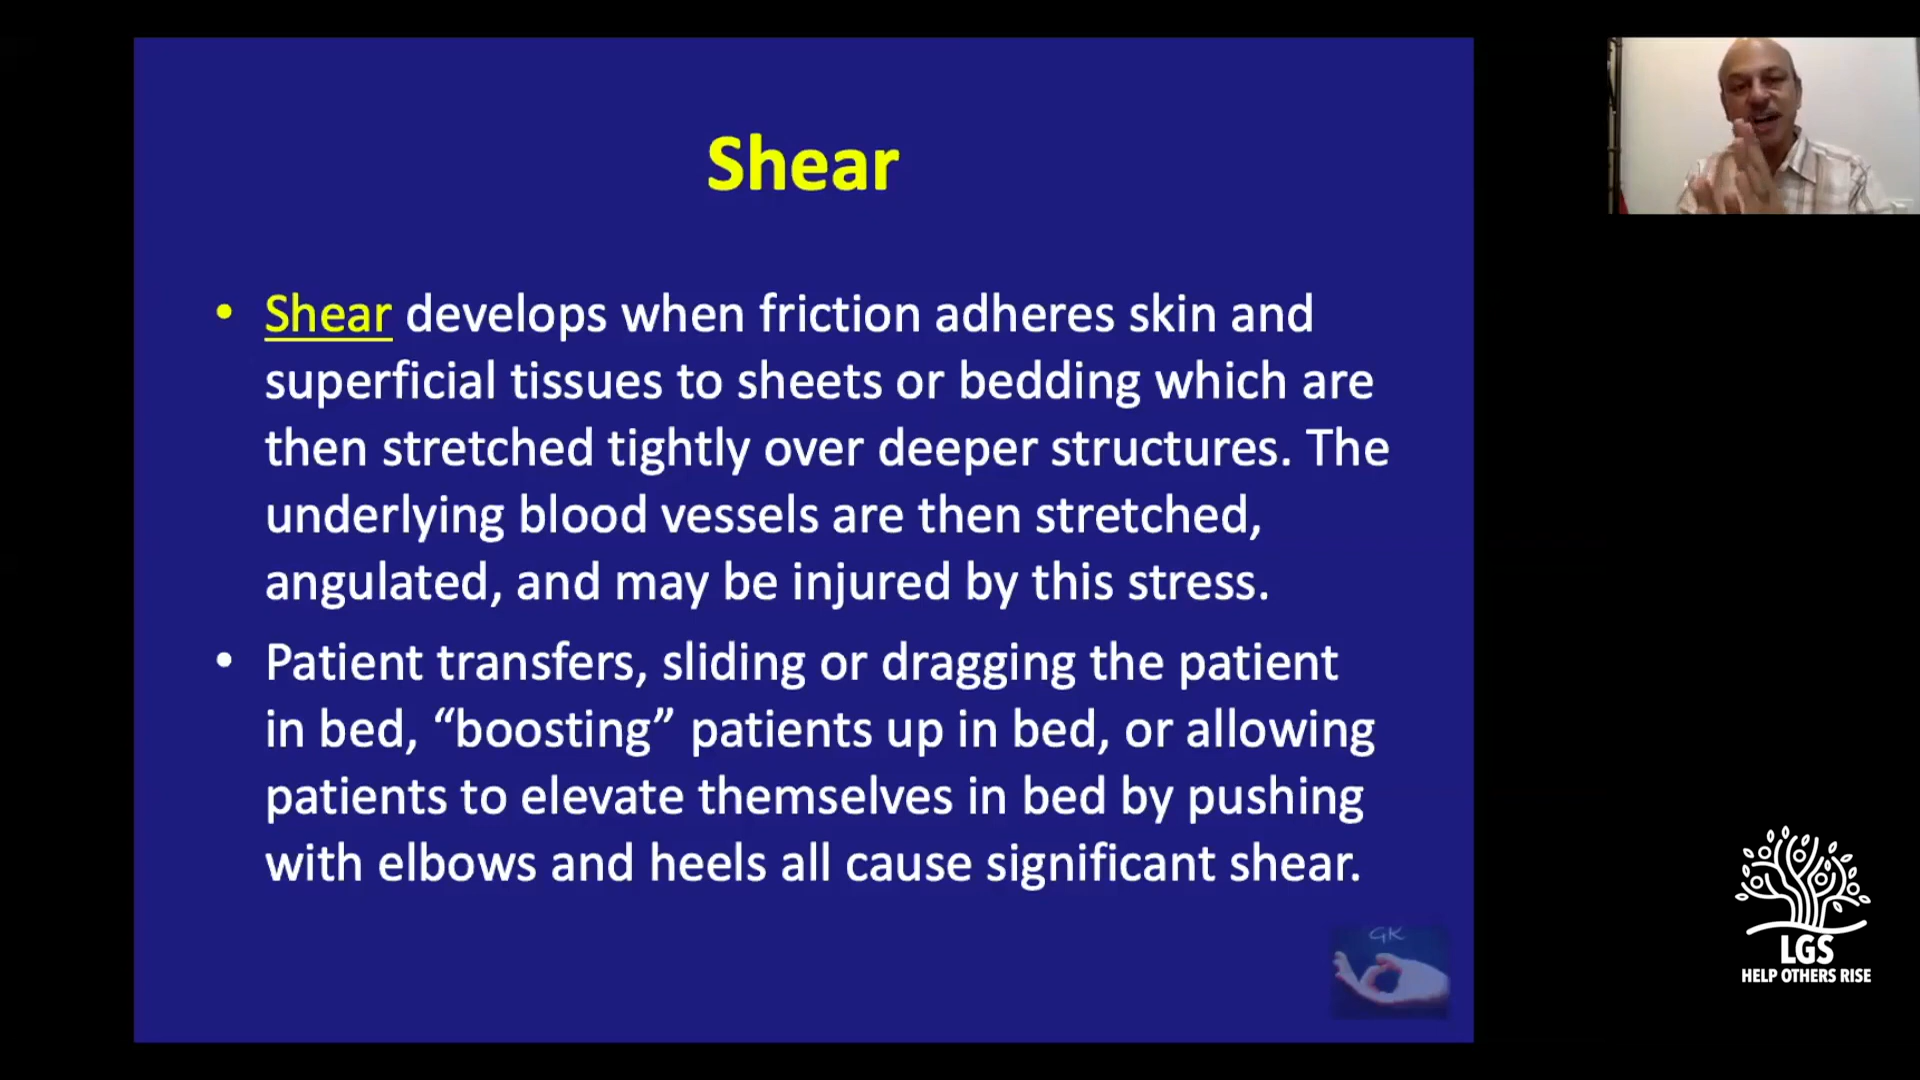 Shear
• Shear develops when friction adheres skin and
superficial tissues to sheets or bedding which are
then stretched tightly over deeper structures. The
underlying blood vessels are then stretched,
angulated, and may be injured by this stress.
• Patient transfers, sliding or dragging the patient
in bed, “boosting” patients up in bed, or allowing
patients to elevate themselves in bed by pushing
with elbows and heels all cause significant shear.
GK
LGS
HELP OTHERS RISE